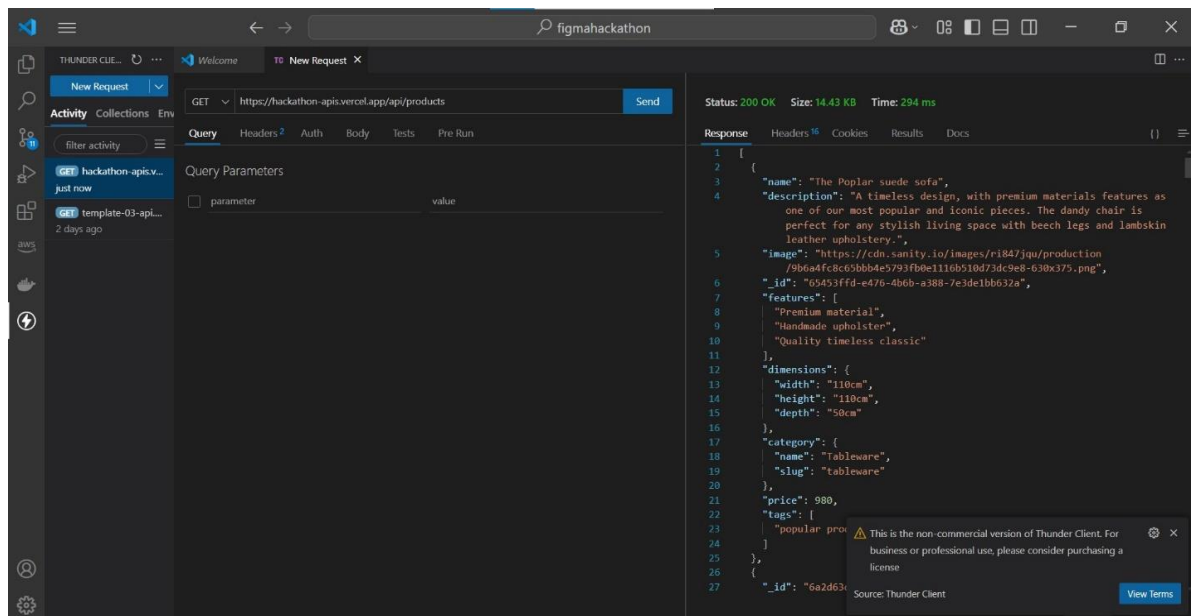 figmahackathon
THUNDER CLIE...
Welcome
TC New Request
New Request
Activity Collections Env
filter activity
GET hackathon-apis.v...
just now
GET template-03-api....
2 days ago
11
aws
GET https://hackathon-apis.vercel.app/api/products Send
Query Headers 2 Auth Body Tests Pre Run
Query Parameters
parameter value
Status: 200 OK Size: 14.43 KB Time: 294 ms
Response Headers 16 Cookies Results Docs {}
1 [
2 {
3 "name": "The Poplar suede sofa",
4 "description": "A timeless design, with premium materials features as
one of our most popular and iconic pieces. The dandy chair is
perfect for any stylish living space with beech legs and lambskin
leather upholstery.",
5 "image": "https://cdn.sanity.io/images/ri847jqu/production
/9b6a4fc8c65bbb4e5793fb0e1116b510d73dc9e8-630x375.png",
6 "_id": "65453ffd-e476-4b6b-a388-7e3de1bb632a",
7 "features": [
8 "Premium material",
9 "Handmade upholster",
10 "Quality timeless classic"
11 ],
12 "dimensions": {
13 "width": "110cm",
14 "height": "110cm",
15 "depth": "50cm"
16 },
17 "category": {
18 "name": "Tableware",
19 "slug": "tableware"
20 },
21 "price": 980,
22 "tags": [
23 "popular pro
24 ]
25 },
26 {
27 "_id": "6a2d63
This is the non-commercial version of Thunder Client. For
business or professional use, please consider purchasing a
license
Source: Thunder Client
View Terms